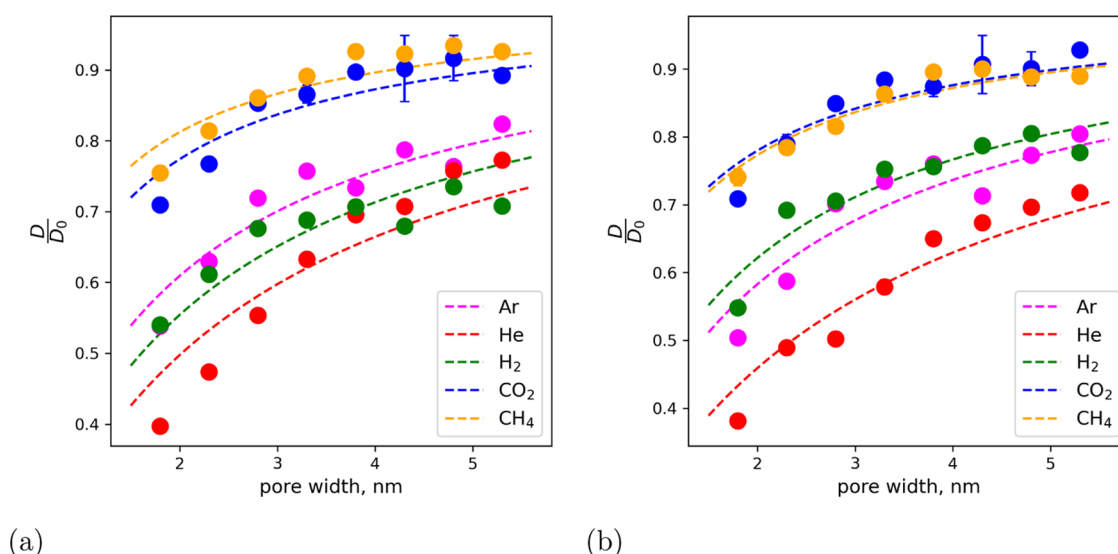 0.9
0.8
0.7
0.6
0.5
0.4
D
D₀
2
3
4
5
pore width, nm
Ar
He
H₂
CO₂
CH₄
(a)
0.9
0.8
0.7
0.6
0.5
0.4
D
D₀
2
3
4
5
pore width, nm
Ar
He
H₂
CO₂
CH₄
(b)